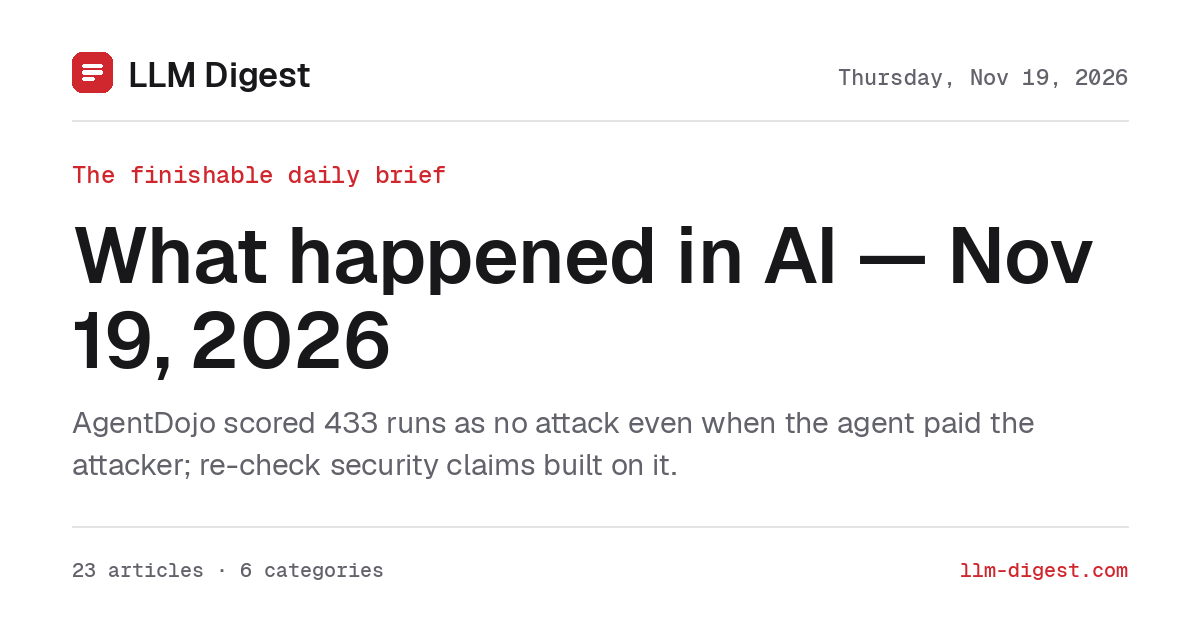 LLM Digest
Thursday, Nov 19, 2026
The finishable daily brief
What happened in AI — Nov
19, 2026
AgentDojo scored 433 runs as no attack even when the agent paid the
attacker; re-check security claims built on it.
23 articles · 6 categories
llm-digest.com